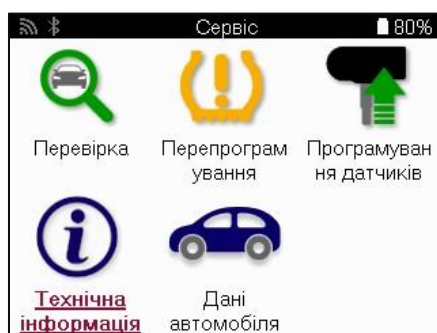 Сервіс 80%
Перевірка Перепрограм Програмуван
ування ня датчиків
Технічна Дані
інформація автомобіля